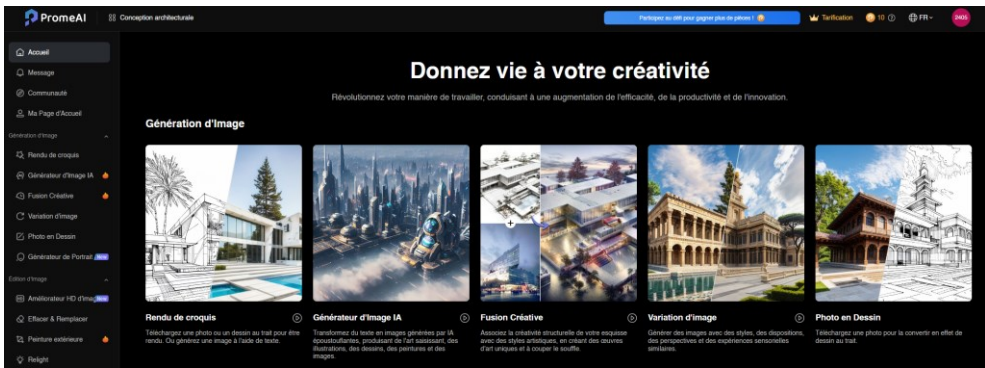 PromeAI
Conception architecturale
Participez au défi pour gagner plus de pièces !
Tarification
10
FR
Accueil
Message
Communauté
Ma Page d'Accueil
Génération d'Image
Rendu de croquis
Générateur d'Image IA
Fusion Créative
Variation d'Image
Photo en Dessin
Générateur de Portrait
Edition d'Image
Améliorateur HD d'Imag
Effacer & Remplacer
Peinture extérieure
Relight
Donnez vie à votre créativité
Révolutionnez votre manière de travailler, conduisant à une augmentation de l'efficacité, de la productivité et de l'innovation.
Génération d'Image
Rendu de croquis
Téléchargez une photo ou un dessin au trait pour être
rendu. Ou générez une image à l'aide de texte.
Générateur d'Image IA
Transformez du texte en images générées par IA
époustouflantes, produisant de l'art saisissant, des
illustrations, des dessins, des peintures et des
images.
Fusion Créative
Associez la créativité structurelle de votre esquisse
avec des styles artistiques, en créant des œuvres
d'art uniques et à couper le souffle.
Variation d'image
Générer des images avec des styles, des dispositions,
des perspectives et des expériences sensorielles
similaires.
Photo en Dessin
Téléchargez une photo pour la convertir en effet de
dessin au trait.